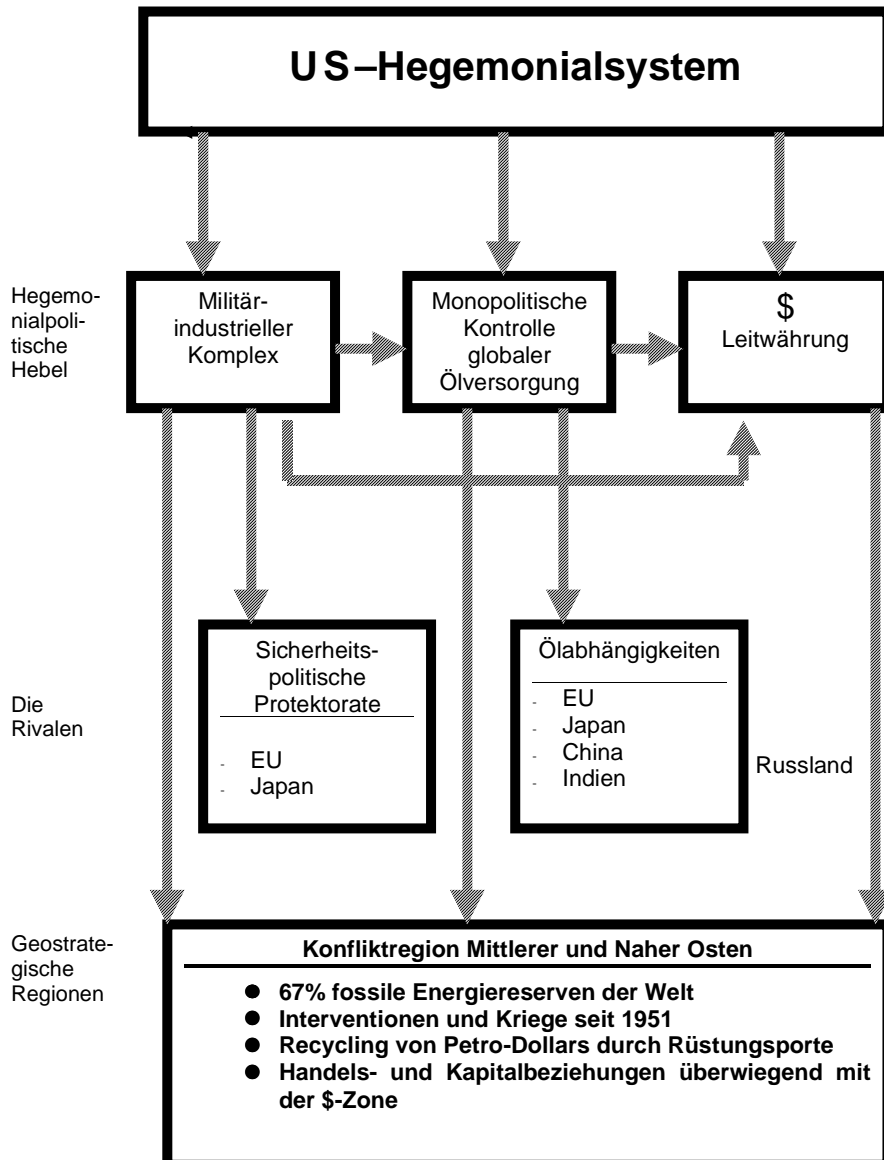 US–Hegemonialsystem
Hegemo-
nialpoli-
tische
Hebel
Militär-
industrieller
Komplex
Monopolitische
Kontrolle
globaler
Ölversorgung
$
Leitwährung
Die
Rivalen
Sicherheits-
politische
Protektorate
- EU
- Japan
Ölabhängigkeiten
- EU
- Japan
- China
- Indien
Russland
Geostrate-
gische
Regionen
Konfliktregion Mittlerer und Naher Osten
● 67% fossile Energiereserven der Welt
● Interventionen und Kriege seit 1951
● Recycling von Petro-Dollars durch Rüstungsporte
● Handels- und Kapitalbeziehungen überwiegend mit
der $-Zone